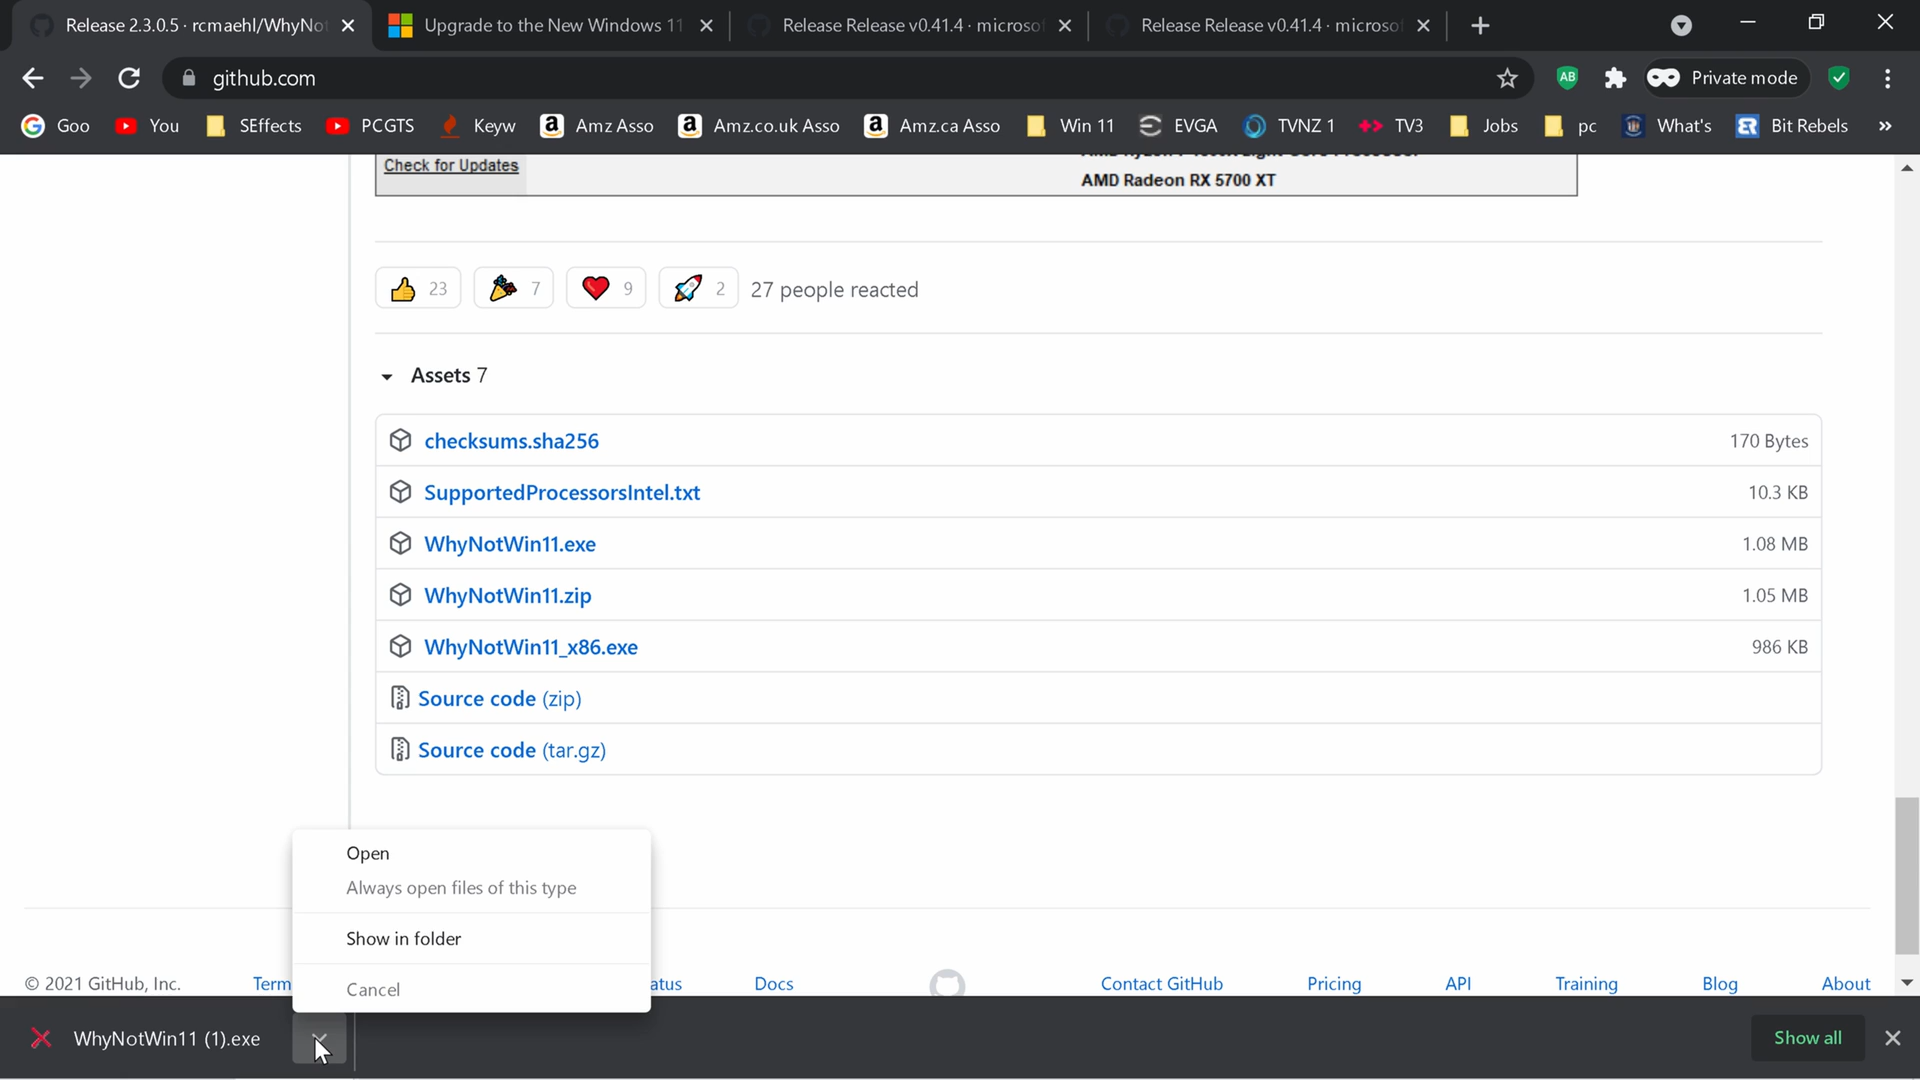 Release 2.3.0.5 · rcmaehl/WhyNot
Upgrade to the New Windows 11
Release Release v0.41.4 · microsof
Release Release v0.41.4 · microsof
github.com
AB
Private mode
Goo
You
SEffects
PCGTS
Keyw
Amz Asso
Amz.co.uk Asso
Amz.ca Asso
Win 11
EVGA
TVNZ 1
TV3
Jobs
pc
What's
Bit Rebels
»
Check for Updates
AMD Radeon RX 5700 XT
23
7
9
2
27 people reacted
Assets 7
checksums.sha256
170 Bytes
SupportedProcessorsIntel.txt
10.3 KB
WhyNotWin11.exe
1.08 MB
WhyNotWin11.zip
1.05 MB
WhyNotWin11_x86.exe
986 KB
Source code (zip)
Source code (tar.gz)
Open
Always open files of this type
Show in folder
Cancel
© 2021 GitHub, Inc.
Term
atus
Docs
Contact GitHub
Pricing
API
Training
Blog
About
WhyNotWin11 (1).exe
Show all